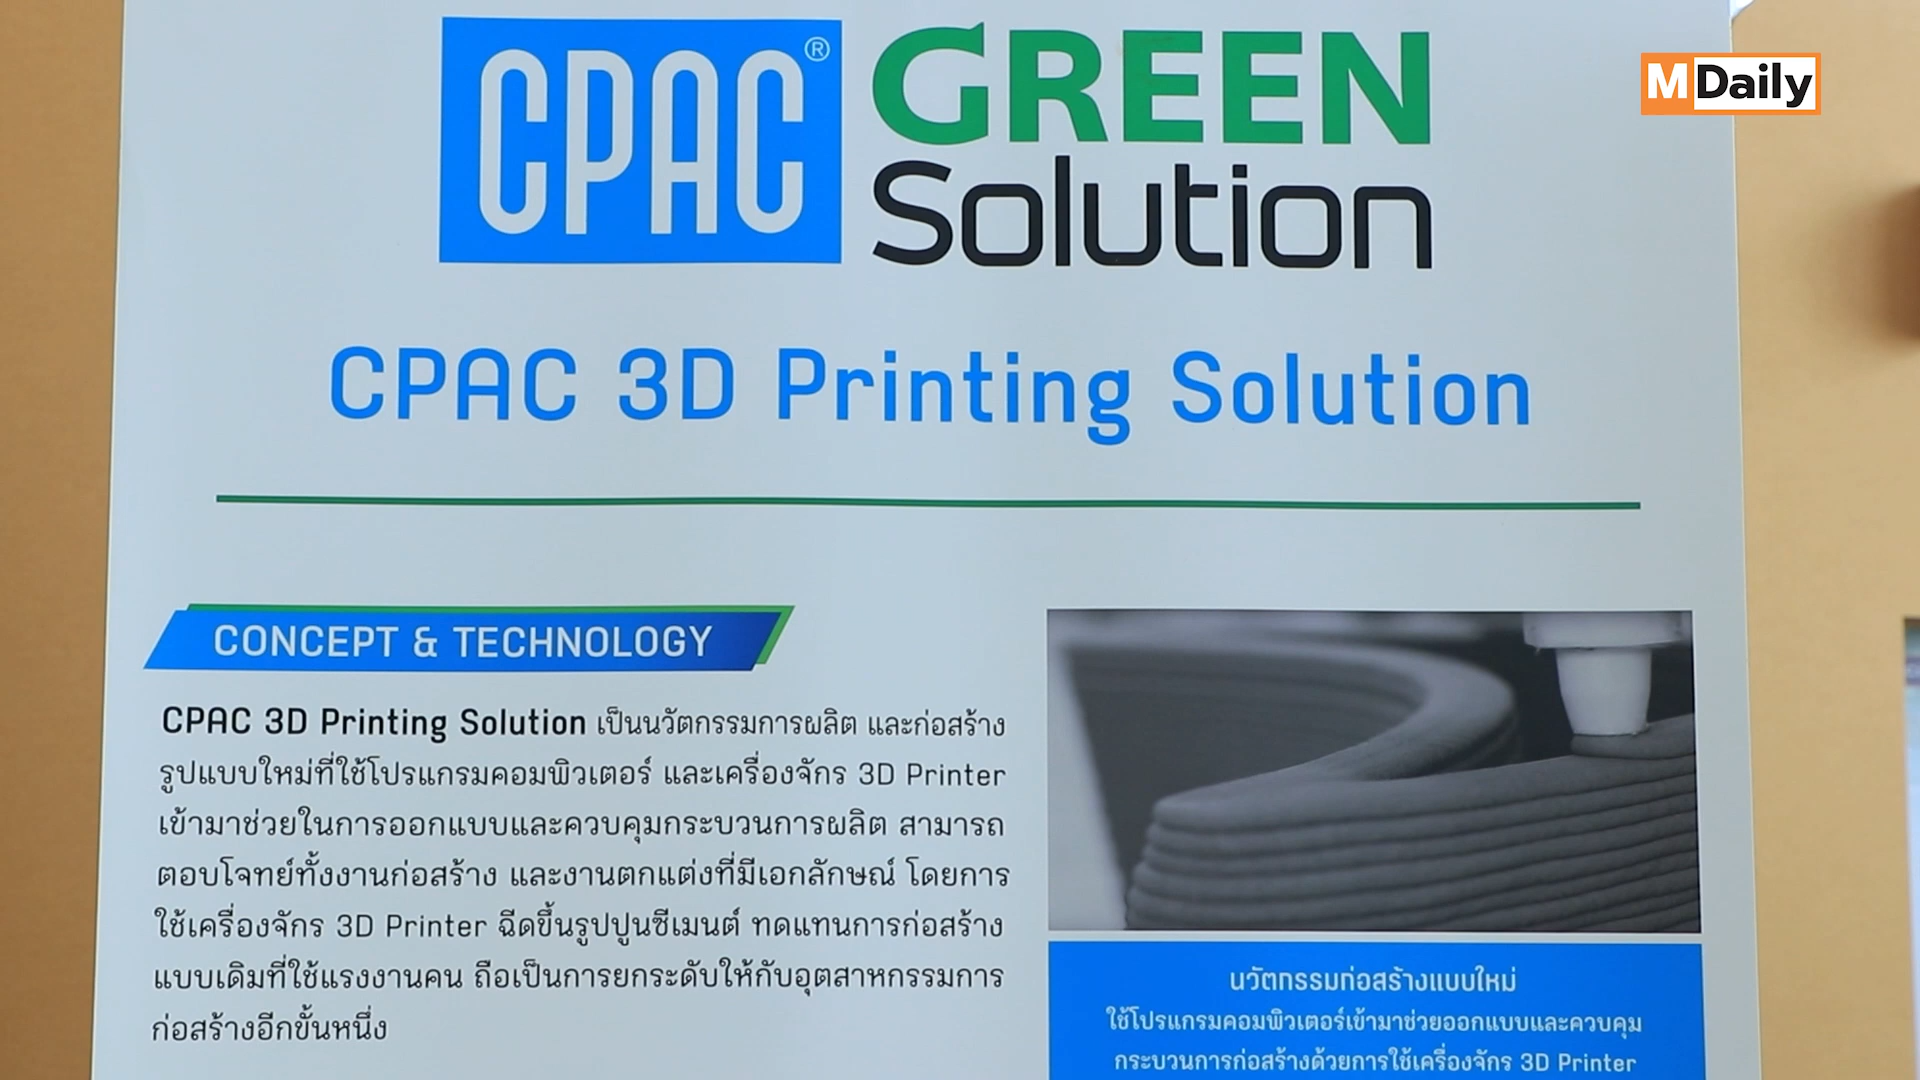 CPAC®
GREEN
Solution
MDaily
CPAC 3D Printing Solution
CONCEPT & TECHNOLOGY
CPAC 3D Printing Solution เป็นนวัตกรรมการผลิต และก่อสร้าง
รูปแบบใหม่ที่ใช้โปรแกรมคอมพิวเตอร์ และเครื่องจักร 3D Printer
เข้ามาช่วยในการออกแบบและควบคุมกระบวนการผลิต สามารถ
ตอบโจทย์ทั้งงานก่อสร้าง และงานตกแต่งที่มีเอกลักษณ์ โดยการ
ใช้เครื่องจักร 3D Printer ฉีดขึ้นรูปปูนซีเมนต์ ทดแทนการก่อสร้าง
แบบเดิมที่ใช้แรงงานคน ถือเป็นการยกระดับให้กับอุตสาหกรรมการ
ก่อสร้างอีกขั้นหนึ่ง
นวัตกรรมก่อสร้างแบบใหม่
ใช้โปรแกรมคอมพิวเตอร์เข้ามาช่วยออกแบบและควบคุม
กระบวนการก่อสร้างด้วยการใช้เครื่องจักร 3D Printer